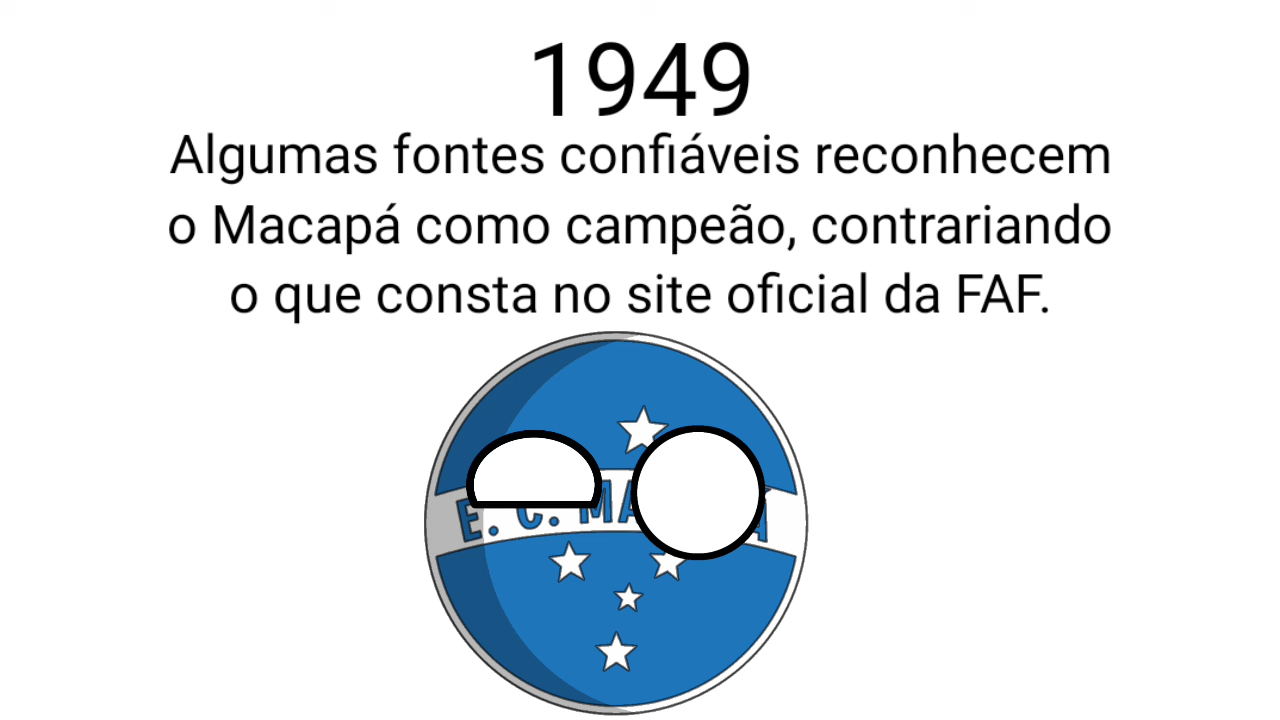 1949
Algumas fontes confiáveis reconhecem
o Macapá como campeão, contrariando
o que consta no site oficial da FAF.
E. C.